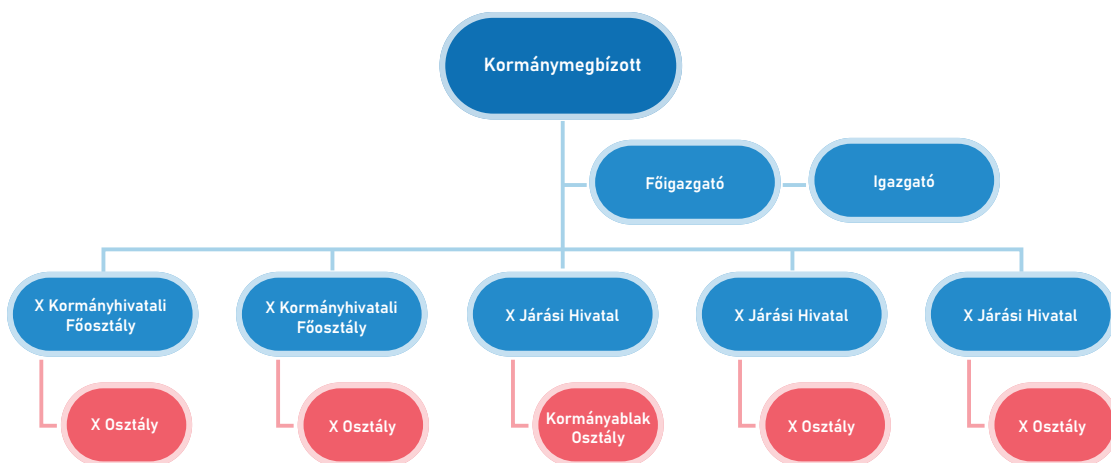 Kormánymegbízott
Főigazgató
Igazgató
X Kormányhivatali
Főosztály
X Kormányhivatali
Főosztály
X Járási Hivatal
X Járási Hivatal
X Járási Hivatal
X Osztály
X Osztály
Kormányablak
Osztály
X Osztály
X Osztály